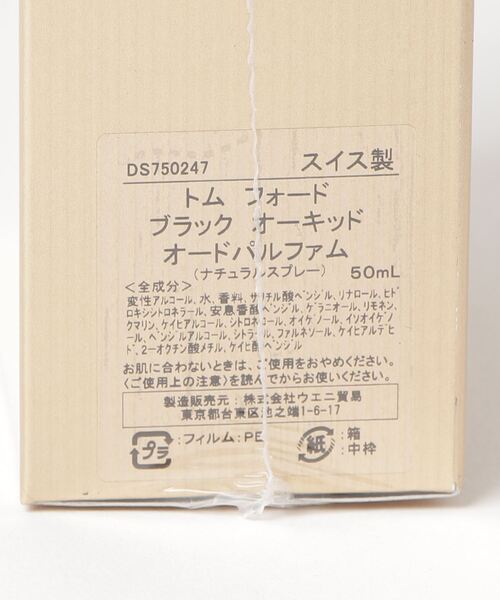 DS750247 スイス製
トム フォード
ブラック オーキッド
オードパルファム
(ナチュラルスプレー) 50mL
<全成分>
変性アルコール、水、香料、サリチル酸ベンジル、リナロール、ヒド
ロキシシトロネラール、安息香酸ベンジル、ゲラニオール、リモネン、
クマリン、ケイヒアルコール、シトロネロール、オイゲノール、イソオイゲノ
ール、ベンジルアルコール、シトラール、ファルネソール、ケイヒアルデヒ
ド、2-オクチン酸メチル、ケイヒ酸ベンジル
お肌に合わないときは、ご使用をおやめください。
<ご使用上の注意>を読んでからお使いください。
製造販売元:株式会社ウエニ貿易
東京都台東区池之端1-6-17
プラ :フィルム:PE 紙 :箱
:中枠